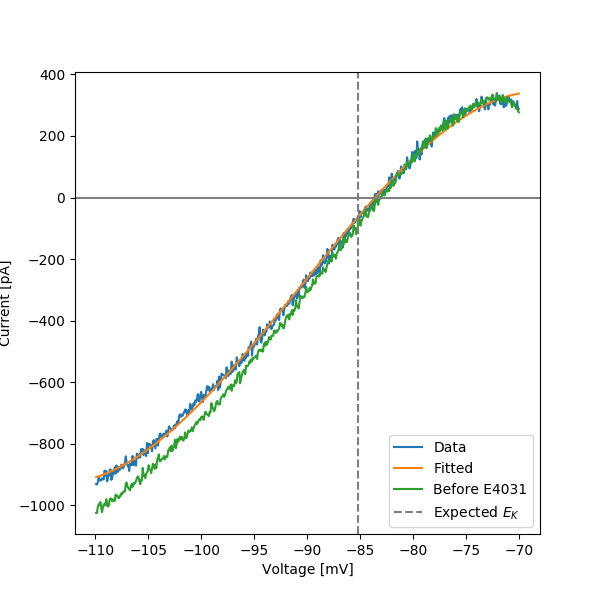 400
200
0
−200
−400
−600
−800
−1000
Current [pA]
−110
−105
−100
−95
−90
−85
−80
−75
−70
Voltage [mV]
Data
Fitted
Before E4031
Expected $E_K$